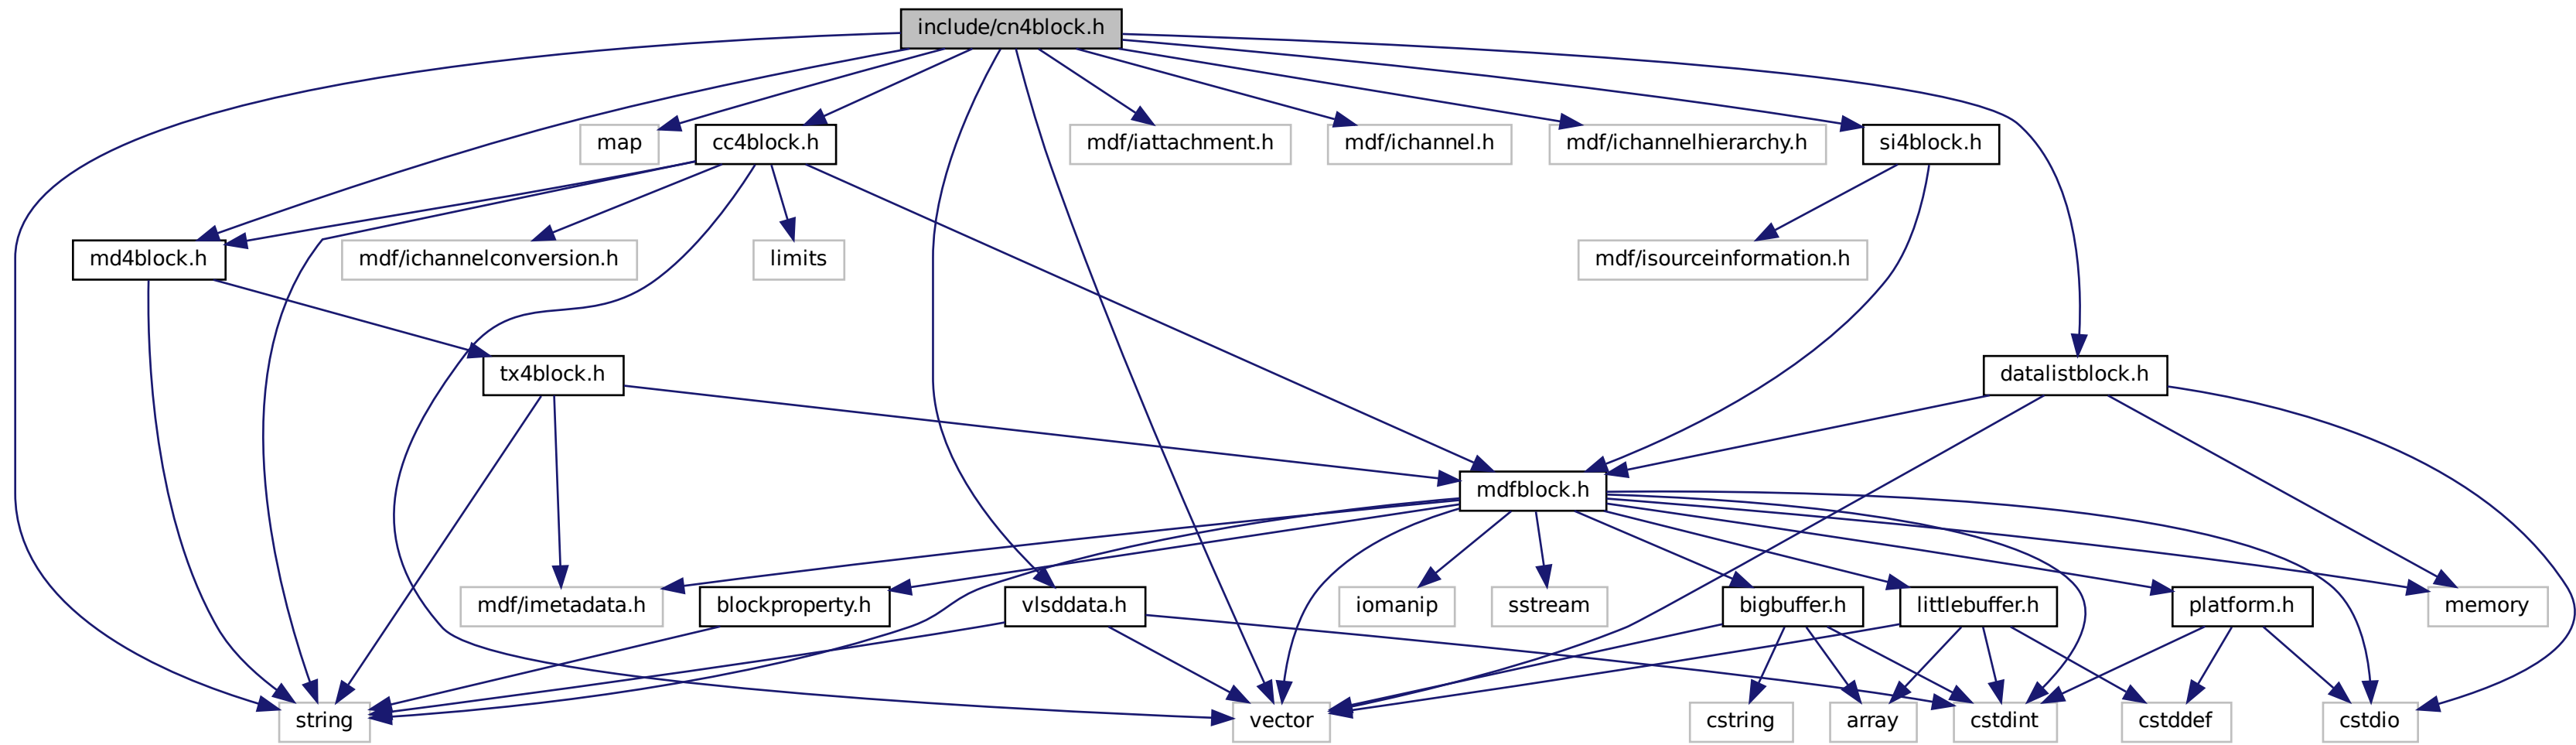 include/cn4block.h
map
cc4block.h
mdf/iattachment.h
mdf/ichannel.h
mdf/ichannelhierarchy.h
si4block.h
md4block.h
mdf/ichannelconversion.h
limits
mdf/isourceinformation.h
tx4block.h
datalistblock.h
mdfblock.h
mdf/imetadata.h
blockproperty.h
vlsddata.h
iomanip
sstream
bigbuffer.h
littlebuffer.h
platform.h
memory
string
vector
cstring
array
cstdint
cstddef
cstdio